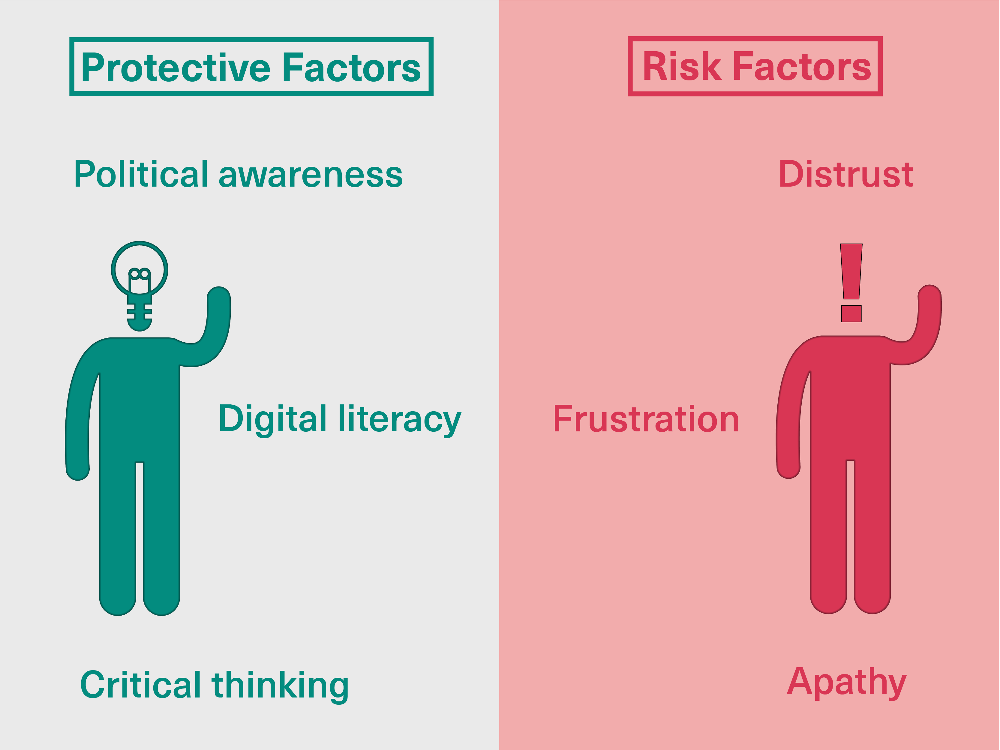 Protective Factors
Political awareness
Digital literacy
Critical thinking
Risk Factors
Distrust
Frustration
Apathy